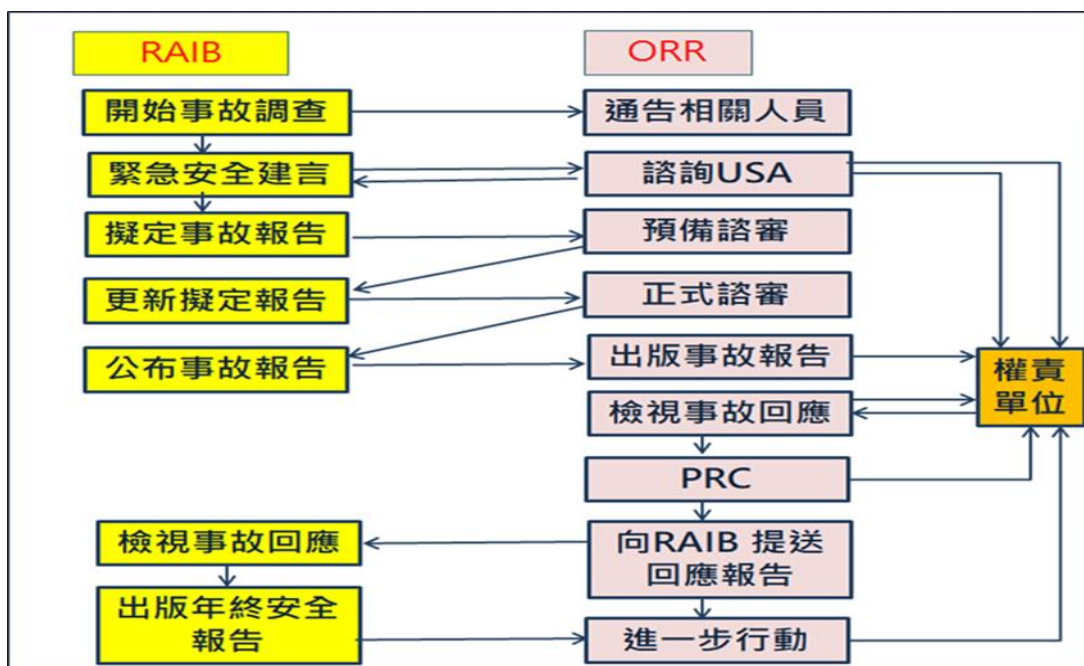 RAIB
ORR
開始事故調查
通告相關人員
緊急安全建言
諮詢USA
擬定事故報告
預備諮審
更新擬定報告
正式諮審
公布事故報告
出版事故報告
權責
單位
檢視事故回應
PRC
檢視事故回應
向RAIB 提送
回應報告
出版年終安全
報告
進一步行動